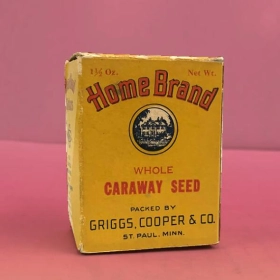 1½ Oz. Net Wt.
Home Brand
WHOLE
CARAWAY SEED
PACKED BY
GRIGGS, COOPER & CO.
ST. PAUL, MINN.